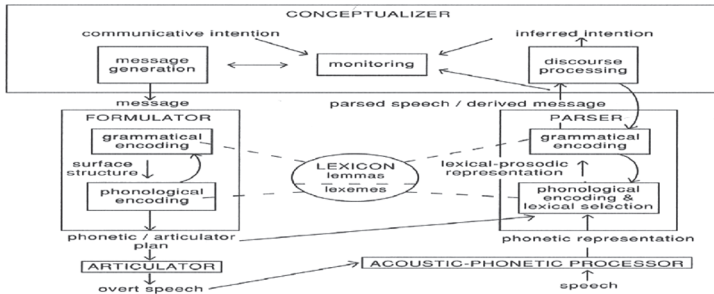 CONCEPTUALIZER
communicative intention
inferred intention
message
generation
monitoring
discourse
processing
message
parsed speech / derived message
FORMULATOR
PARSER
grammatical
encoding
grammatical
encoding
surface
structure
LEXICON
lemmas
lexemes
lexical-prosodic
representation
phonological
encoding
phonological
encoding &
lexical selection
phonetic / articulator
plan
phonetic representation
ARTICULATOR
ACOUSTIC-PHONETIC PROCESSOR
overt speech
speech